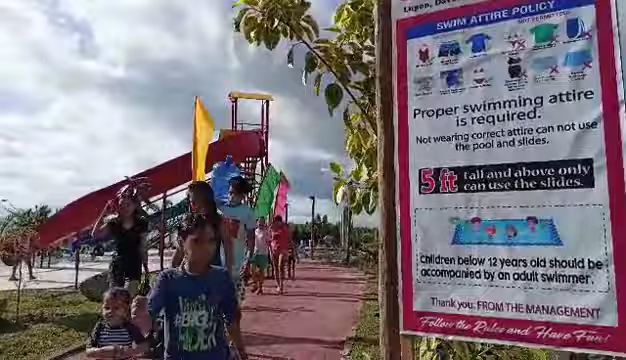 SWIM ATTIRE POLICY
NOT PERMITTED
Proper swimming attire
is required.
Not wearing correct attire can not use
the pool and slides.
5 ft tall and above only
can use the slides.
Children below 12 years old should be
accompanied by an adult swimmer.
Thank you: FROM THE MANAGEMENT
Follow the Rules and Have Fun!